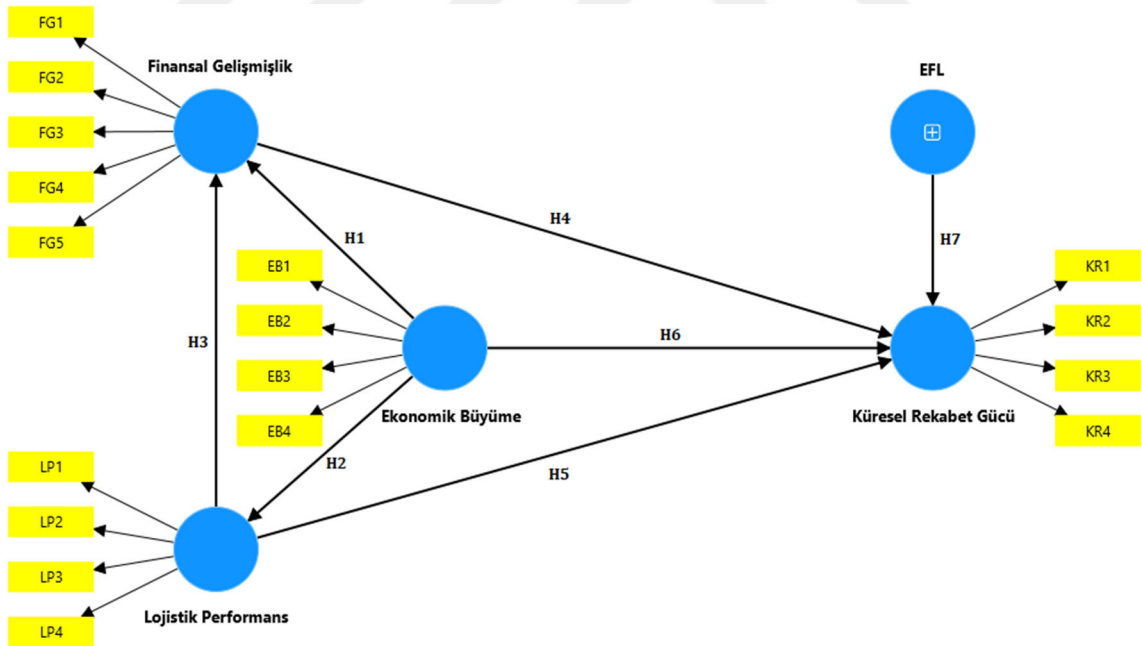 FG1
FG2
FG3
FG4
FG5
Finansal Gelişmişlik
EFL
H4
H1
H7
EB1
EB2
EB3
EB4
H3
H6
KR1
KR2
KR3
KR4
Ekonomik Büyüme
Küresel Rekabet Gücü
H2
H5
LP1
LP2
LP3
LP4
Lojistik Performans